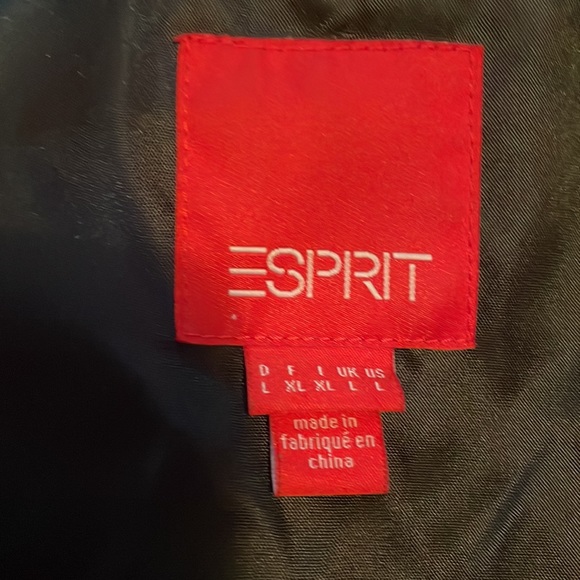 ESPRIT
D F I UK US
L XL XL L L
made in
fabriqué en
china